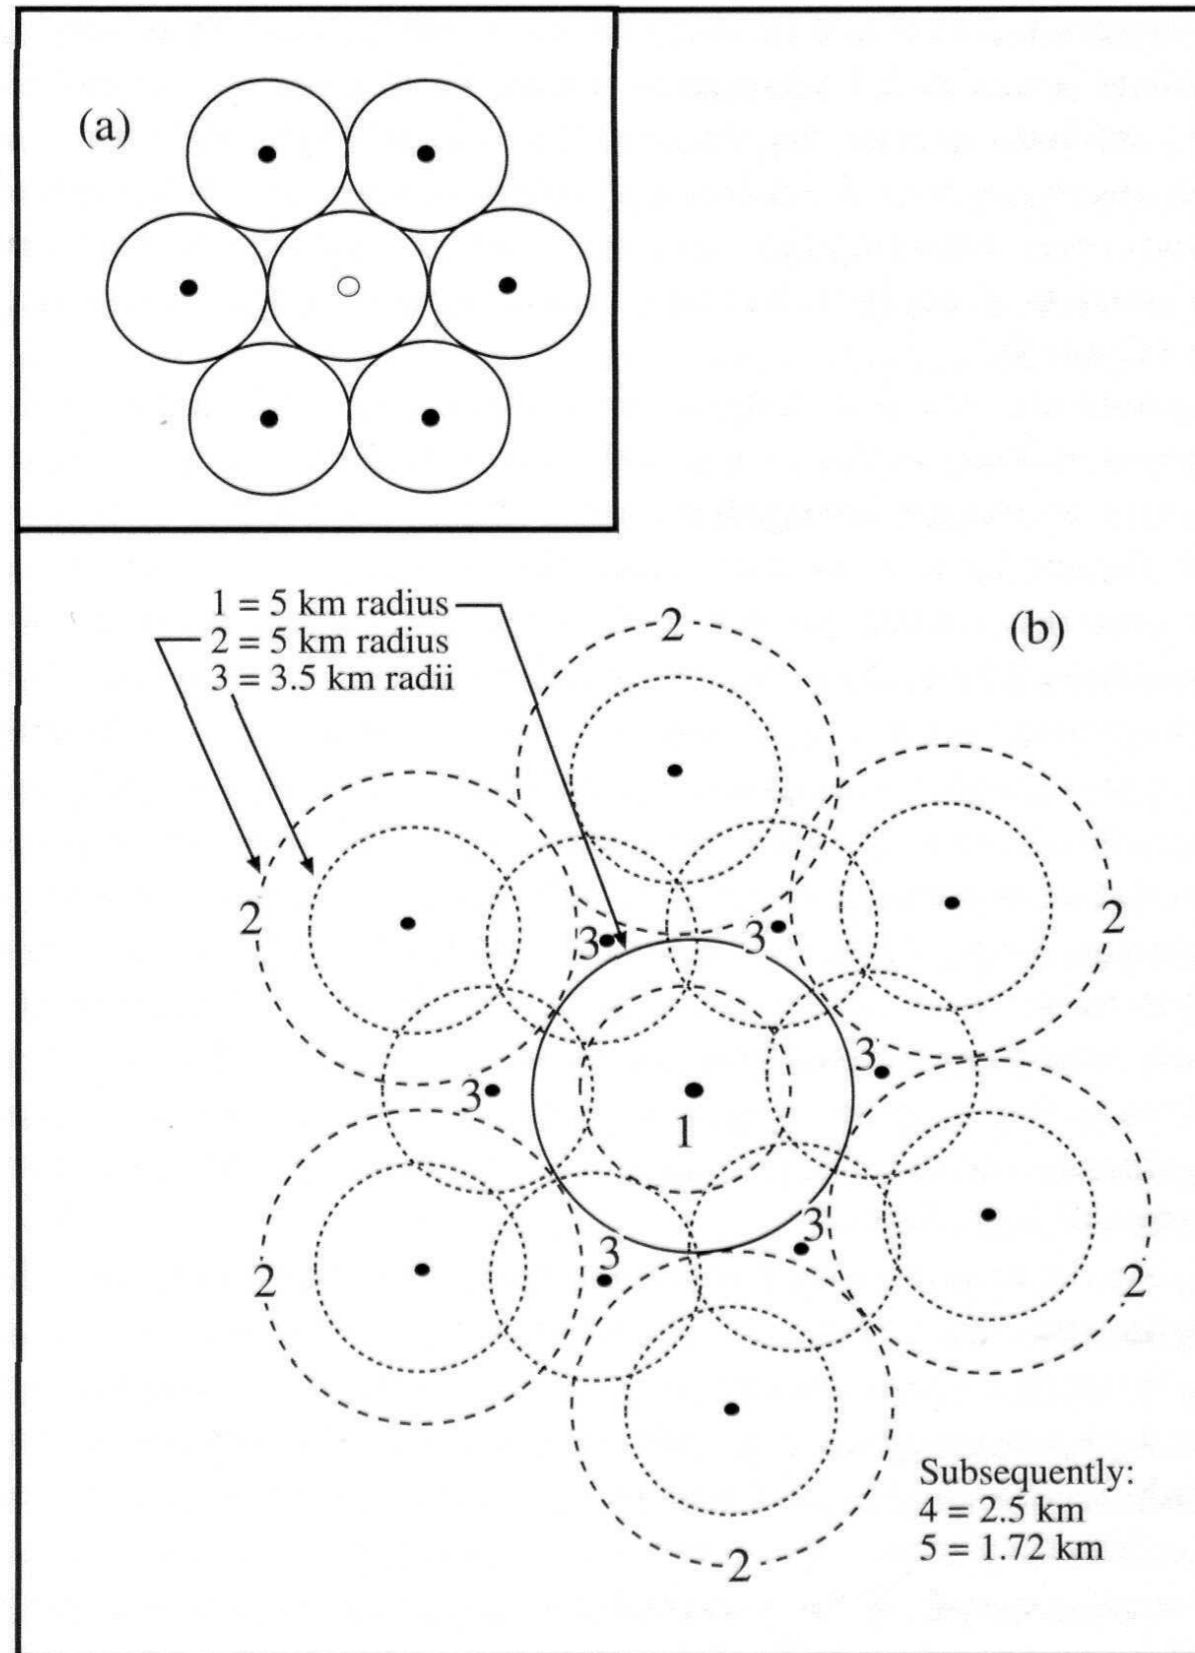 (a)
1 = 5 km radius
2 = 5 km radius
3 = 3.5 km radii
(b)
2
2
2
3
3
3
3
1
3
3
2
2
2
Subsequently:
4 = 2.5 km
5 = 1.72 km